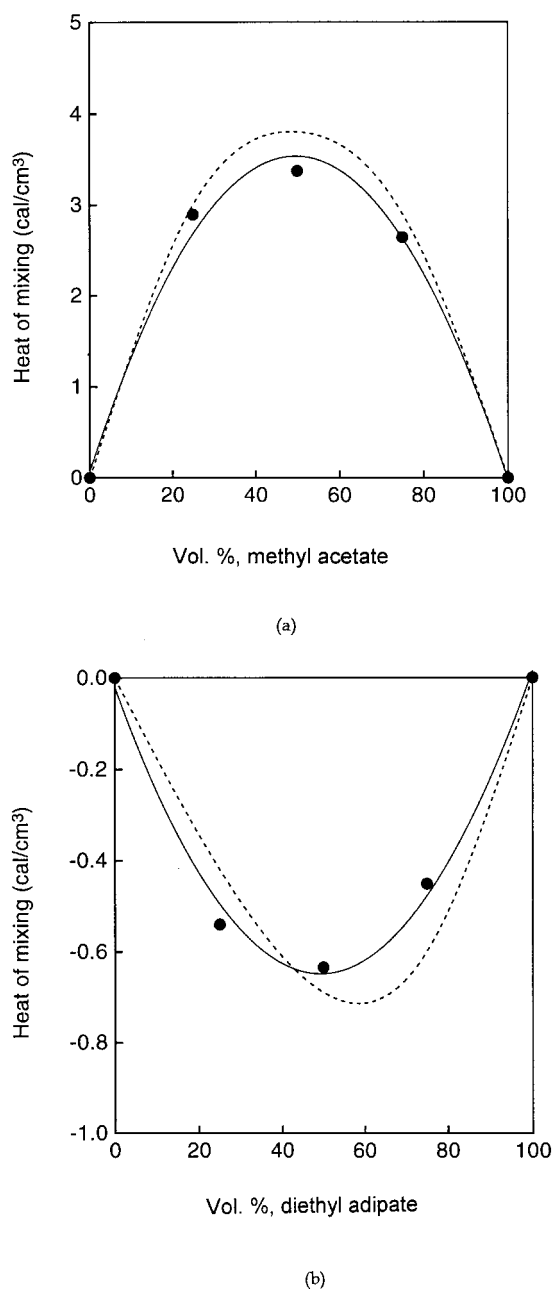 5
4
3
2
1
0
Heat of mixing (cal/cm³)
0 20 40 60 80 100
Vol. %, methyl acetate
(a)
0.0
-0.2
-0.4
-0.6
-0.8
-1.0
Heat of mixing (cal/cm³)
0 20 40 60 80 100
Vol. %, diethyl adipate
(b)